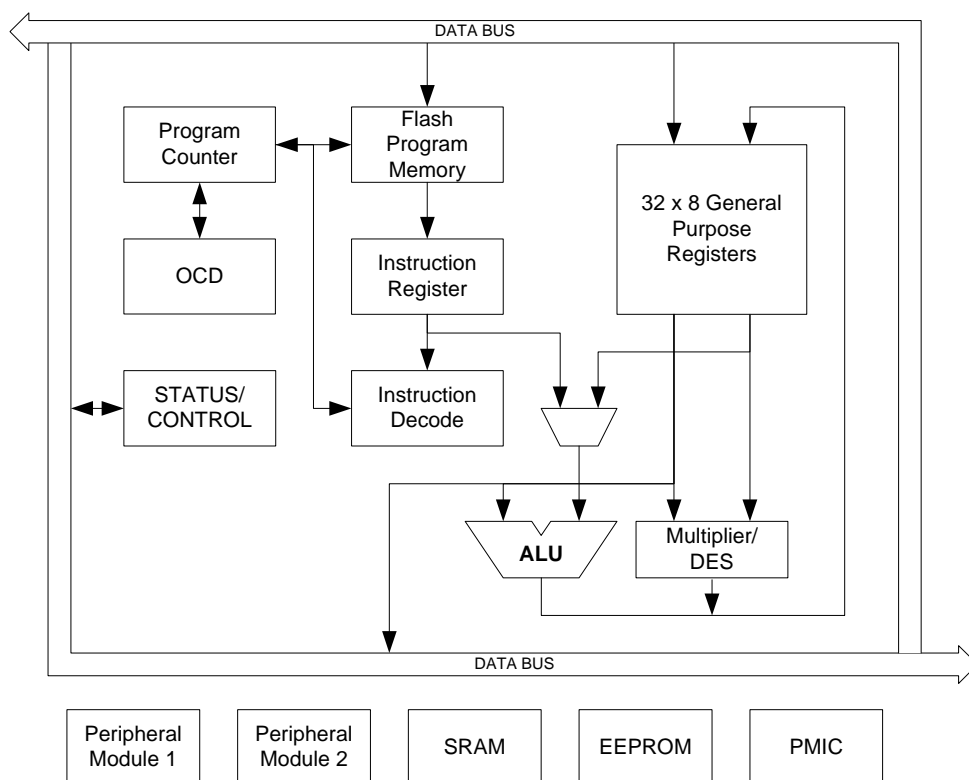 DATA BUS
Program
Counter
Flash
Program
Memory
32 x 8 General
Purpose
Registers
OCD
Instruction
Register
STATUS/
CONTROL
Instruction
Decode
ALU
Multiplier/
DES
DATA BUS
Peripheral
Module 1
Peripheral
Module 2
SRAM
EEPROM
PMIC